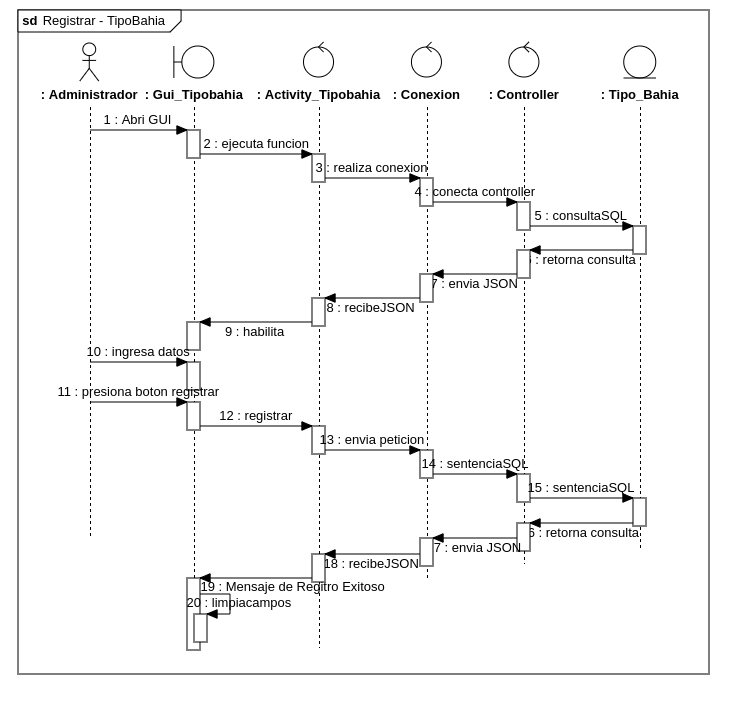 sd Registrar - TipoBahia
: Administrador : Gui_Tipobahia : Activity_Tipobahia : Conexion : Controller : Tipo_Bahia
1 : Abri GUI
2 : ejecuta funcion
3 : realiza conexion
4 : conecta controller
5 : consultaSQL
: retorna consulta
7 : envia JSON
8 : recibeJSON
9 : habilita
10 : ingresa datos
11 : presiona boton registrar
12 : registrar
13 : envia peticion
14 : sentenciaSQL
15 : sentenciaSQL
6 : retorna consulta
7 : envia JSON
18 : recibeJSON
19 : Mensaje de Regitro Exitoso
20 : limpiacampos